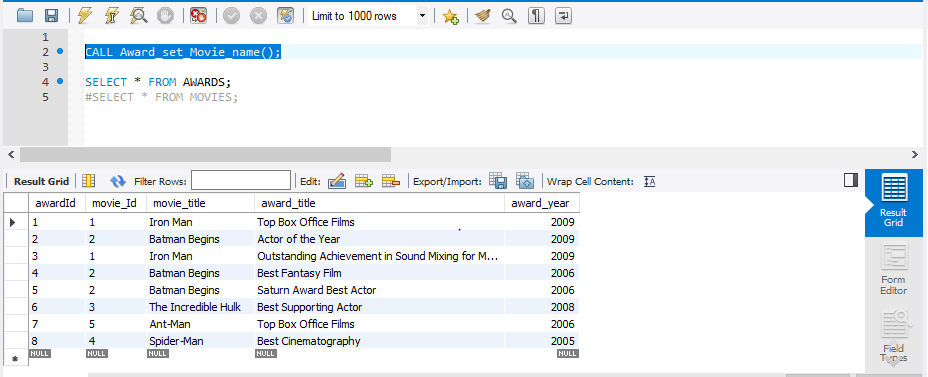 Limit to 1000 rows
1
2 CALL Award_set_Movie_name();
3
4 SELECT * FROM AWARDS;
5 #SELECT * FROM MOVIES;
Result Grid Filter Rows: Edit: Export/Import: Wrap Cell Content: IA
awardId movie_Id movie_title award_title award_year
1 1 Iron Man Top Box Office Films 2009
2 2 Batman Begins Actor of the Year 2009
3 1 Iron Man Outstanding Achievement in Sound Mixing for M... 2009
4 2 Batman Begins Best Fantasy Film 2006
5 2 Batman Begins Saturn Award Best Actor 2006
6 3 The Incredible Hulk Best Supporting Actor 2008
7 5 Ant-Man Top Box Office Films 2006
8 4 Spider-Man Best Cinematography 2005
NULL NULL NULL NULL NULL
Result
Grid
Form
Editor
Field
Types